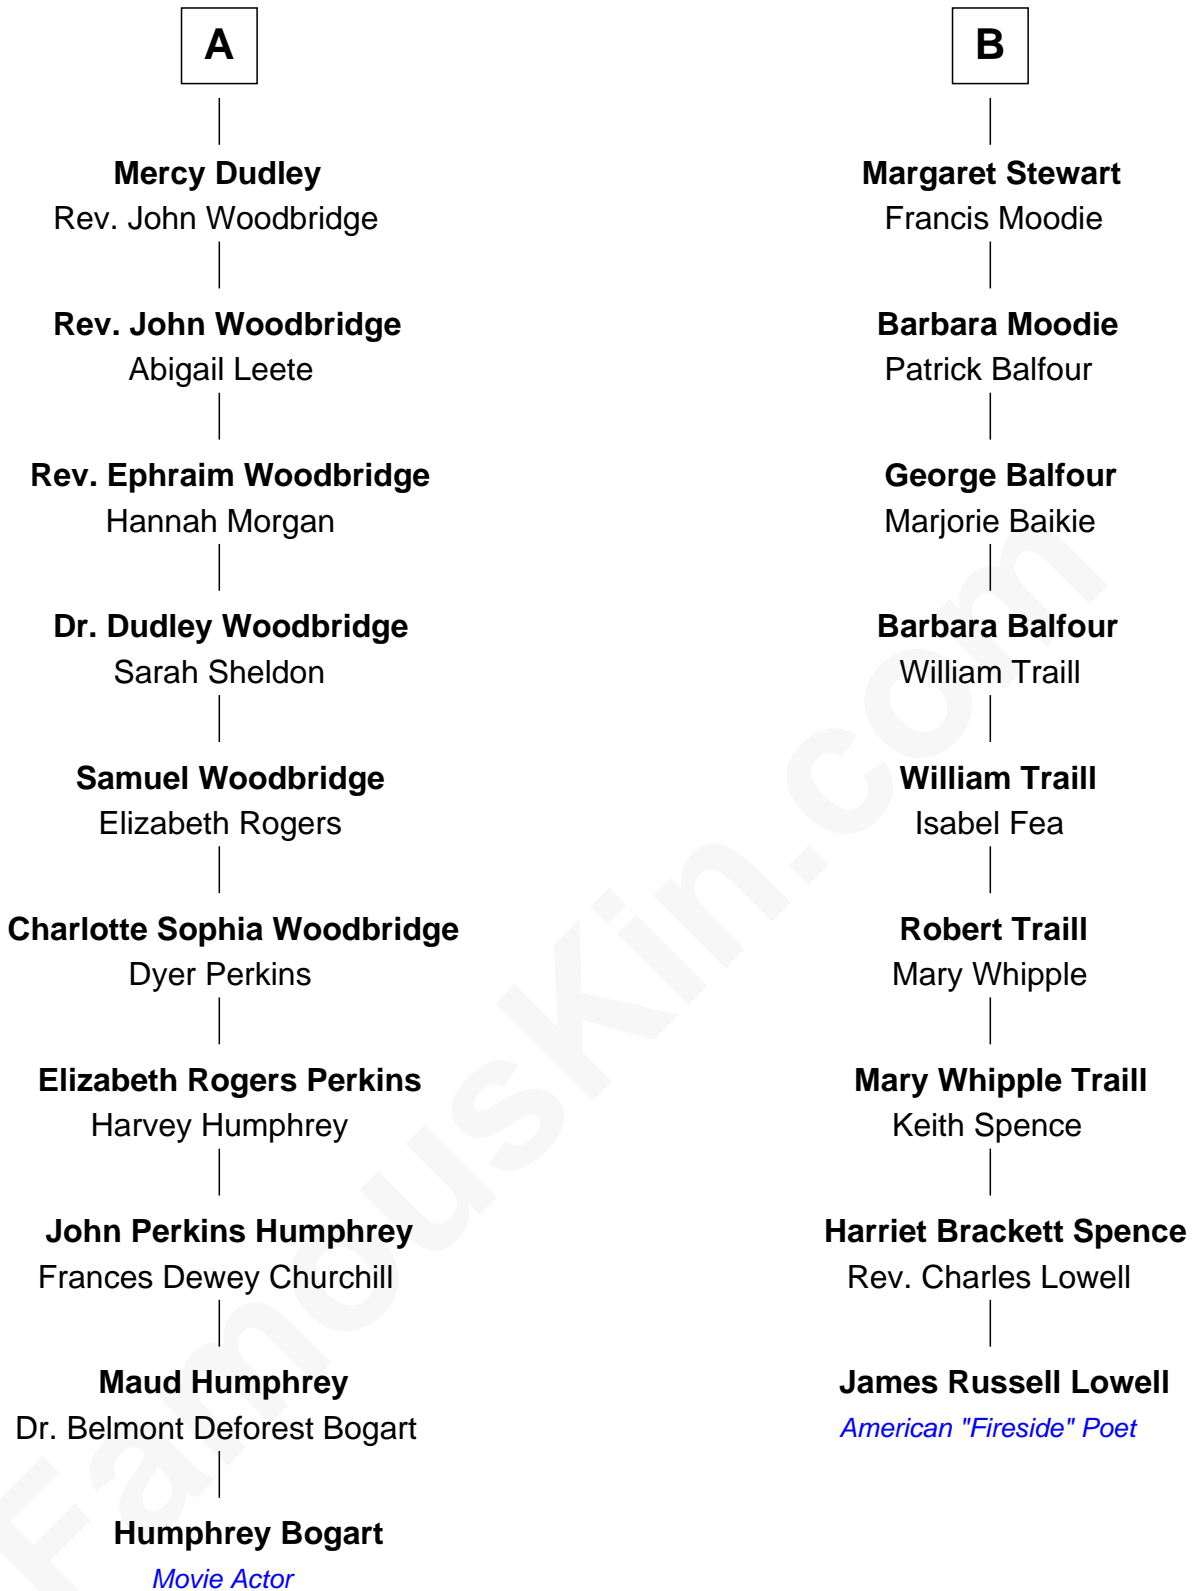 A
Mercy Dudley
Rev. John Woodbridge
Rev. John Woodbridge
Abigail Leete
Rev. Ephraim Woodbridge
Hannah Morgan
Dr. Dudley Woodbridge
Sarah Sheldon
Samuel Woodbridge
Elizabeth Rogers
Charlotte Sophia Woodbridge
Dyer Perkins
Elizabeth Rogers Perkins
Harvey Humphrey
John Perkins Humphrey
Frances Dewey Churchill
Maud Humphrey
Dr. Belmont Deforest Bogart
Humphrey Bogart
Movie Actor
B
Margaret Stewart
Francis Moodie
Barbara Moodie
Patrick Balfour
George Balfour
Marjorie Baikie
Barbara Balfour
William Traill
William Traill
Isabel Fea
Robert Traill
Mary Whipple
Mary Whipple Traill
Keith Spence
Harriet Brackett Spence
Rev. Charles Lowell
James Russell Lowell
American "Fireside" Poet
FamousKin.com